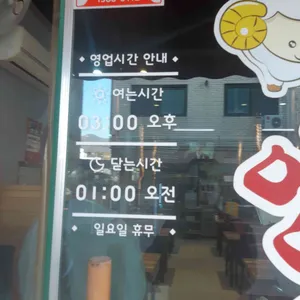 영업시간 안내
여는시간
03:00 오후
닫는시간
01:00 오전
일요일 휴무